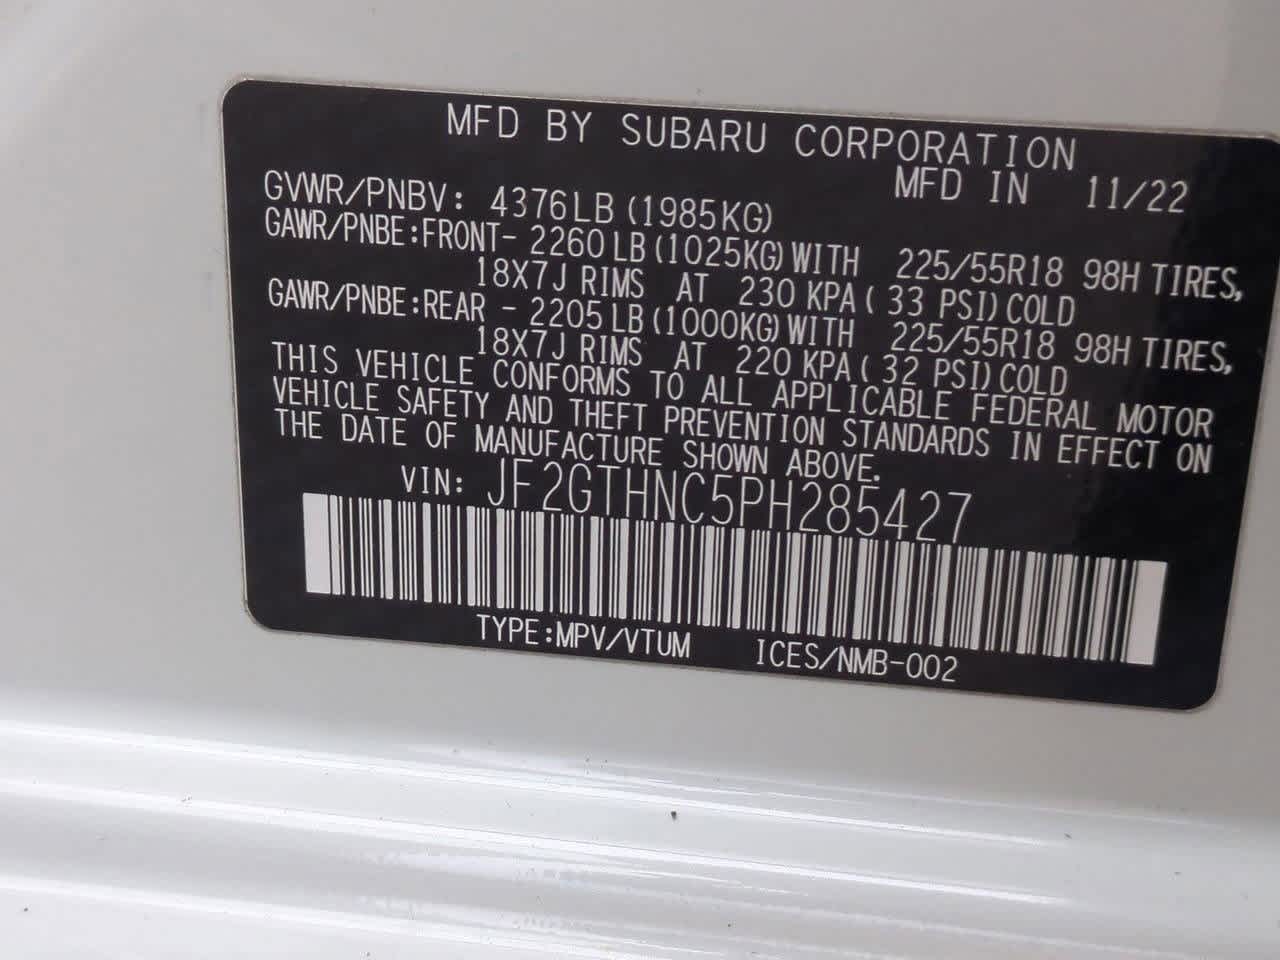 MFD BY SUBARU CORPORATION
MFD IN 11/22
GVWR/PNBV: 4376LB (1985KG)
GAWR/PNBE:FRONT- 2260 LB (1025KG) WITH 225/55R18 98H TIRES,
18X7J RIMS AT 230 KPA ( 33 PSI) COLD
GAWR/PNBE:REAR - 2205 LB (1000KG) WITH 225/55R18 98H TIRES,
18X7J RIMS AT 220 KPA ( 32 PSI) COLD
THIS VEHICLE CONFORMS TO ALL APPLICABLE FEDERAL MOTOR
VEHICLE SAFETY AND THEFT PREVENTION STANDARDS IN EFFECT ON
THE DATE OF MANUFACTURE SHOWN ABOVE.
VIN: JF2GTHNC5PH285427
TYPE:MPV/VTUM ICES/NMB-002